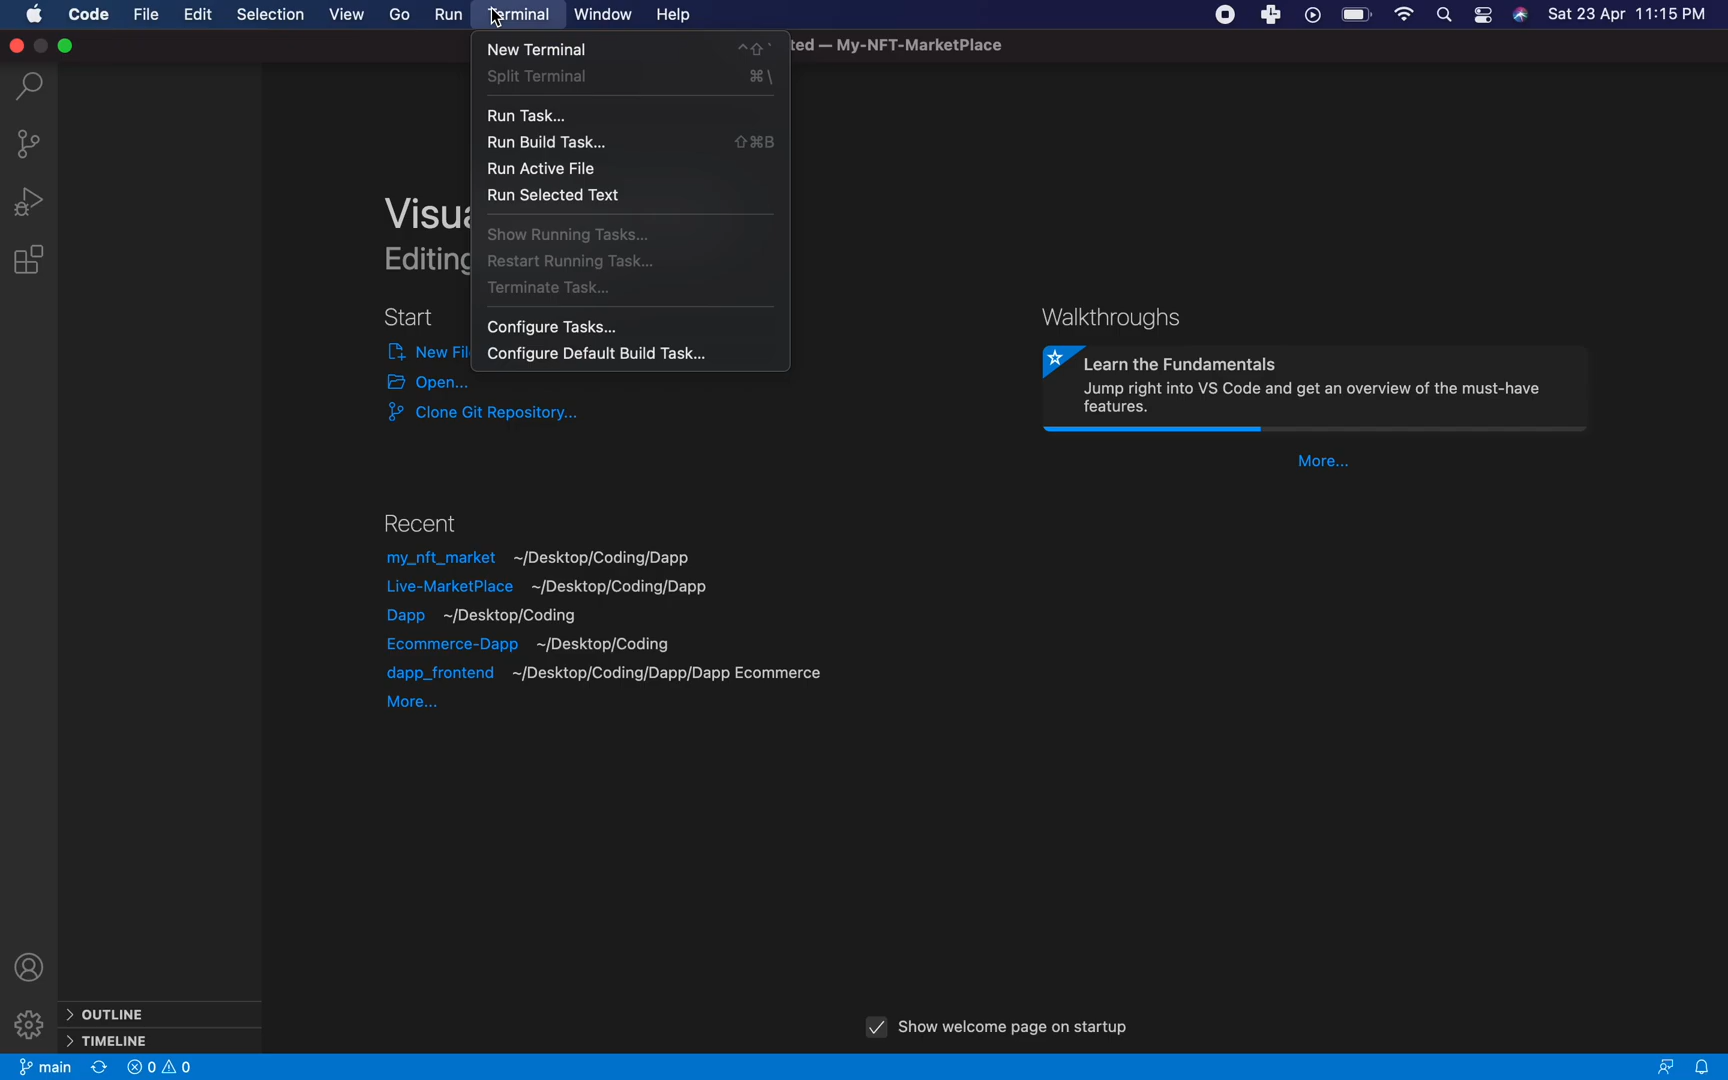 Code File Edit Selection View Go Run Terminal Window Help Sat 23 Apr 11:15 PM
ted — My-NFT-MarketPlace
New Terminal ^⇧`
Split Terminal ⌘\
Run Task...
Run Build Task... ⇧⌘B
Run Active File
Run Selected Text
Show Running Tasks...
Restart Running Task...
Terminate Task...
Configure Tasks...
Configure Default Build Task...
Visua
Editing
Start
New Fil
Open...
Clone Git Repository...
Walkthroughs
Learn the Fundamentals
Jump right into VS Code and get an overview of the must-have
features.
More...
Recent
my_nft_market ~/Desktop/Coding/Dapp
Live-MarketPlace ~/Desktop/Coding/Dapp
Dapp ~/Desktop/Coding
Ecommerce-Dapp ~/Desktop/Coding
dapp_frontend ~/Desktop/Coding/Dapp/Dapp Ecommerce
More...
OUTLINE
TIMELINE
Show welcome page on startup
main 0 0